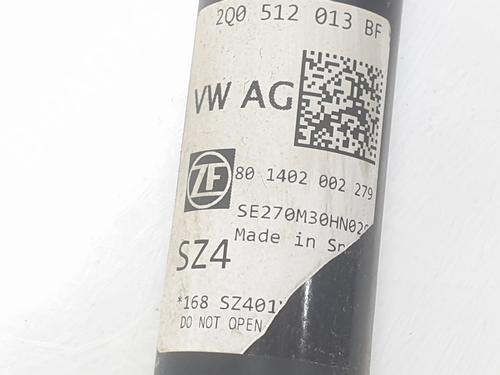 2Q0 512 013 BF
VW AG
ZF
80 1402 002 279
SE270M30HN02
Made in
SZ4
*168 SZ401
DO NOT OPEN